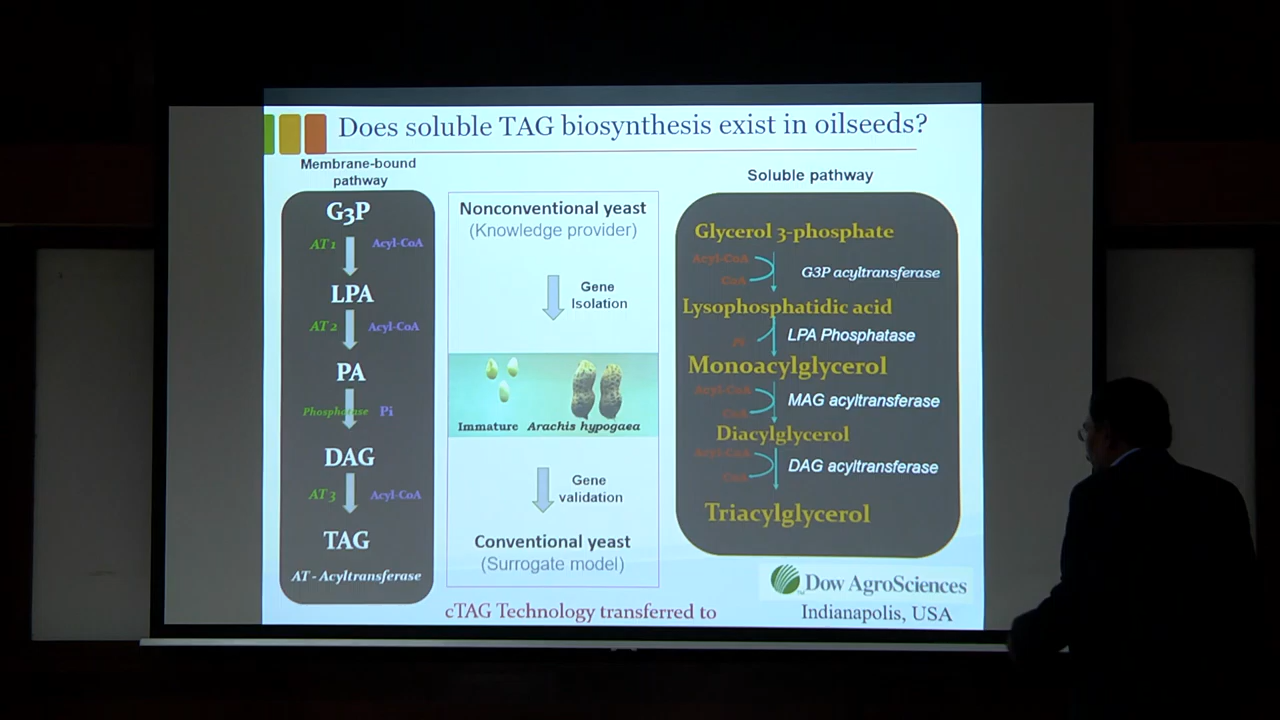 Does soluble TAG biosynthesis exist in oilseeds?
Membrane-bound
pathway
G3P
AT 1 Acyl-CoA
LPA
AT 2 Acyl-CoA
PA
Phosphatase Pi
DAG
AT 3 Acyl-CoA
TAG
AT - Acyltransferase
Nonconventional yeast
(Knowledge provider)
Gene
Isolation
Immature Arachis hypogaea
Gene
validation
Conventional yeast
(Surrogate model)
Soluble pathway
Glycerol 3-phosphate
Acyl-CoA
CoA
G3P acyltransferase
Lysophosphatidic acid
Pi
LPA Phosphatase
Monoacylglycerol
Acyl-CoA
CoA
MAG acyltransferase
Diacylglycerol
Acyl-CoA
CoA
DAG acyltransferase
Triacylglycerol
Dow AgroSciences
cTAG Technology transferred to
Indianapolis, USA